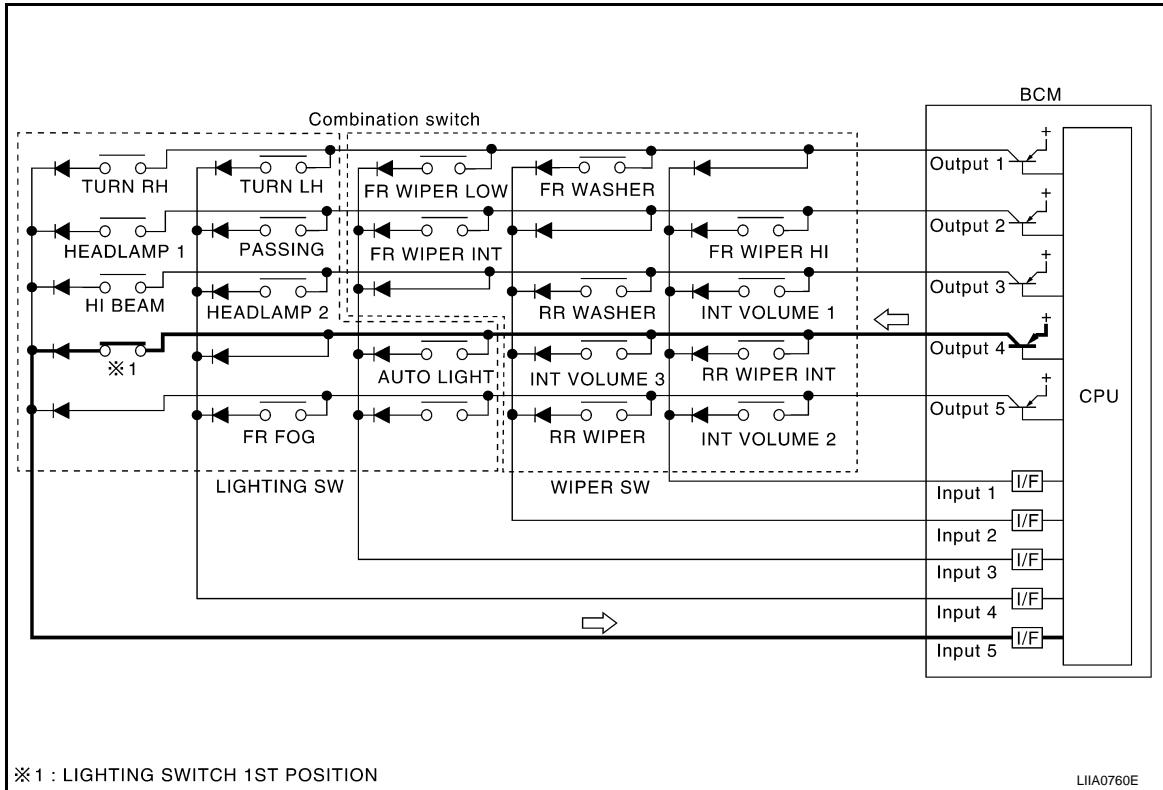 BCM
Combination switch
+
Output 1
TURN RH
TURN LH
FR WIPER LOW
FR WASHER
+
Output 2
HEADLAMP 1
PASSING
FR WIPER INT
FR WIPER HI
+
Output 3
HI BEAM
HEADLAMP 2
RR WASHER
INT VOLUME 1
+
Output 4
※1
AUTO LIGHT
INT VOLUME 3
RR WIPER INT
+
CPU
Output 5
FR FOG
RR WIPER
INT VOLUME 2
LIGHTING SW
WIPER SW
Input 1
I/F
Input 2
I/F
Input 3
I/F
Input 4
I/F
Input 5
I/F
※1 : LIGHTING SWITCH 1ST POSITION
LIIA0760E